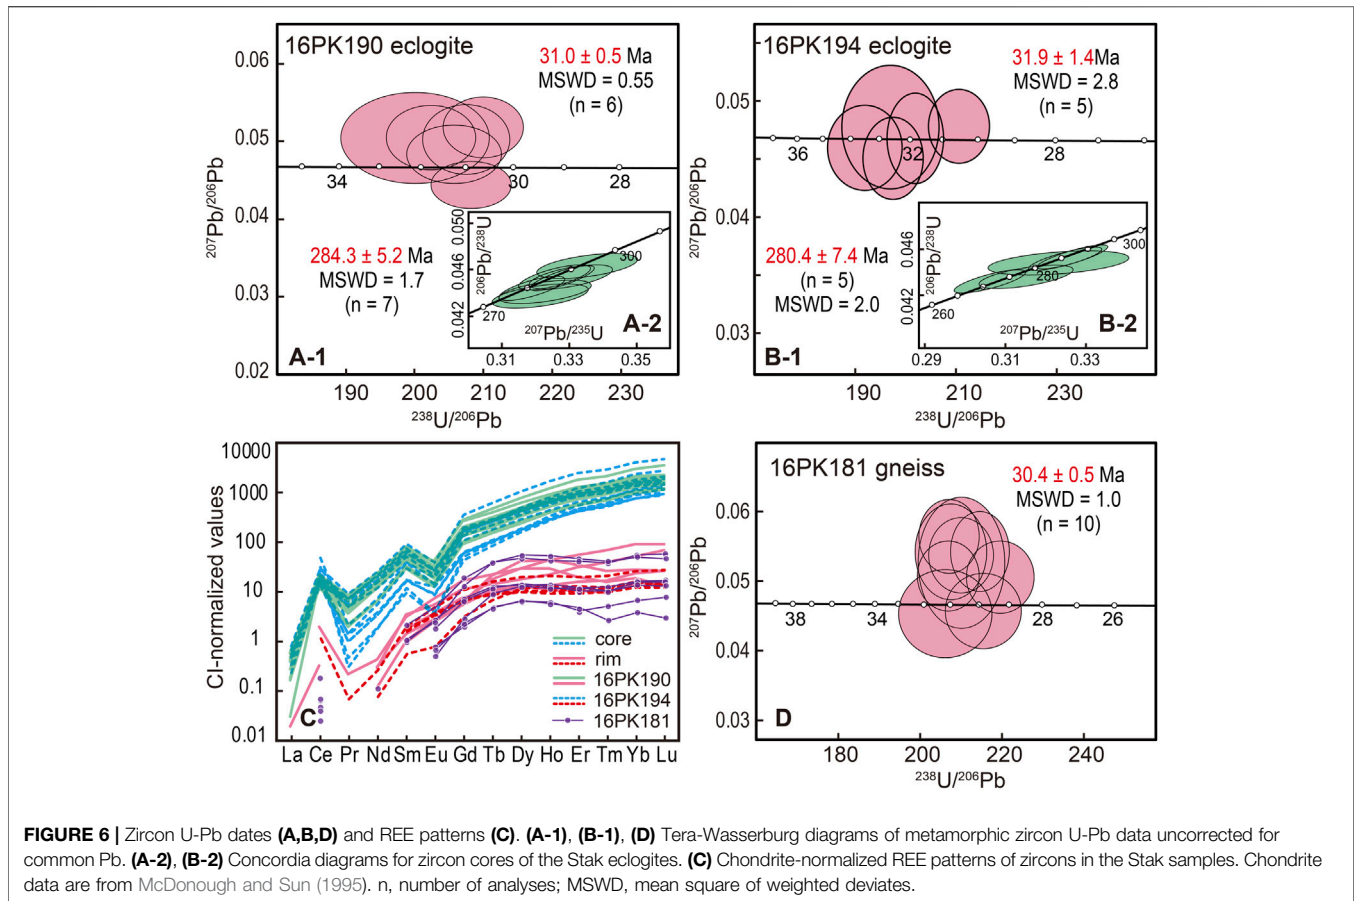 16PK190 eclogite
31.0 ± 0.5 Ma
MSWD = 0.55
(n = 6)
0.06
0.05
0.04
0.03
0.02
207Pb/206Pb
34
30
28
284.3 ± 5.2 Ma
MSWD = 1.7
(n = 7)
0.050
0.046
0.042
206Pb/238U
300
270
207Pb/235U
A-2
0.31
0.33
0.35
A-1
190
200
210
220
230
238U/206Pb
16PK194 eclogite
31.9 ± 1.4Ma
MSWD = 2.8
(n = 5)
0.05
0.04
0.03
207Pb/206Pb
36
32
28
280.4 ± 7.4 Ma
(n = 5)
MSWD = 2.0
0.046
0.042
206Pb/238U
300
280
260
207Pb/235U
B-2
0.29
0.31
0.33
B-1
190
210
230
238U/206Pb
10000
1000
100
10
1
0.1
0.01
CI-normalized values
core
rim
16PK190
16PK194
16PK181
C
La Ce Pr Nd Sm Eu Gd Tb Dy Ho Er Tm Yb Lu
16PK181 gneiss
30.4 ± 0.5 Ma
MSWD = 1.0
(n = 10)
0.06
0.05
0.04
0.03
207Pb/206Pb
38
34
28
26
D
180
200
220
240
238U/206Pb
FIGURE 6 | Zircon U-Pb dates (A,B,D) and REE patterns (C). (A-1), (B-1), (D) Tera-Wasserburg diagrams of metamorphic zircon U-Pb data uncorrected for
common Pb. (A-2), (B-2) Concordia diagrams for zircon cores of the Stak eclogites. (C) Chondrite-normalized REE patterns of zircons in the Stak samples. Chondrite
data are from McDonough and Sun (1995). n, number of analyses; MSWD, mean square of weighted deviates.